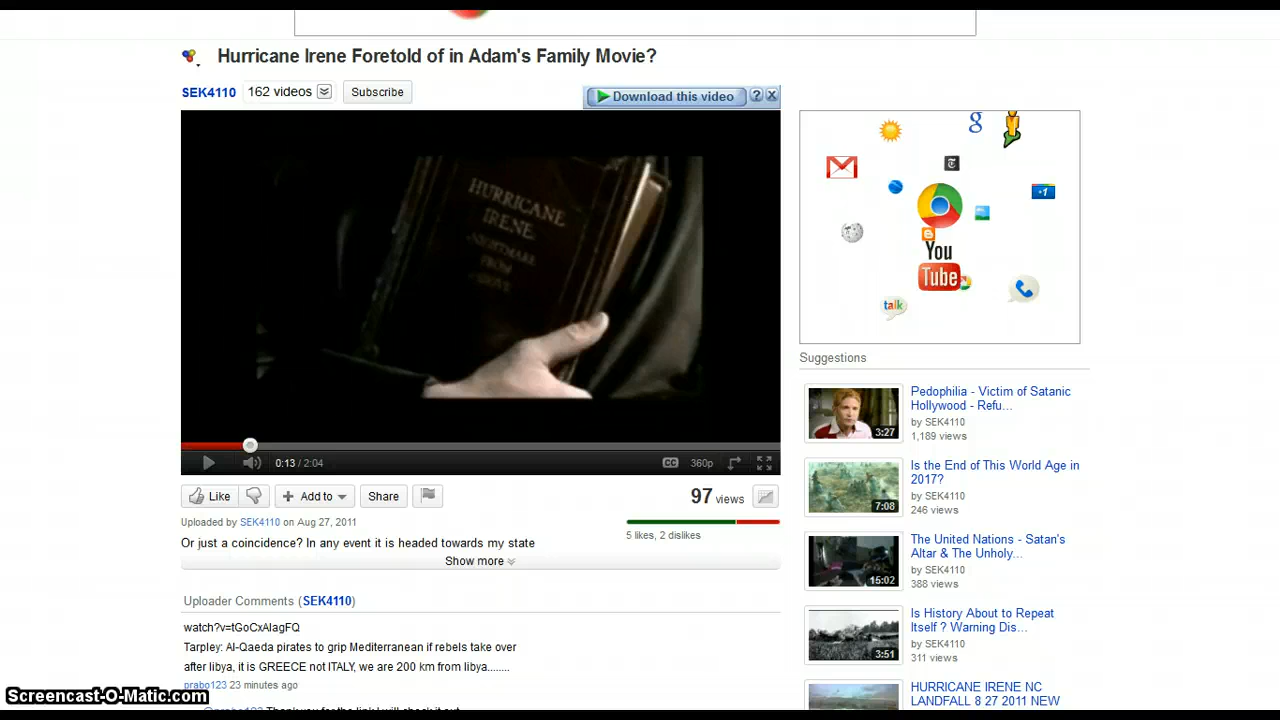 Hurricane Irene Foretold of in Adam's Family Movie?
SEK4110 162 videos Subscribe
Download this video ? X
HURRICANE
IRENE
NIGHTMARE
FROM
ABOVE
g
T
+1
You
Tube
talk
0:13 / 2:04
CC 360p
Like
Add to
Share
97 views
Uploaded by SEK4110 on Aug 27, 2011
5 likes, 2 dislikes
Or just a coincidence? In any event it is headed towards my state
Show more
Uploader Comments (SEK4110)
watch?v=tGoCxAlagFQ
Tarpley: Al-Qaeda pirates to grip Mediterranean if rebels take over
after libya, it is GREECE not ITALY, we are 200 km from libya........
prabo123 23 minutes ago
Suggestions
Pedophilia - Victim of Satanic
Hollywood - Refu...
by SEK4110
1,189 views
3:27
Is the End of This World Age in
2017?
by SEK4110
246 views
7:08
The United Nations - Satan's
Altar & The Unholy...
by SEK4110
388 views
15:02
Is History About to Repeat
Itself ? Warning Dis...
by SEK4110
311 views
3:51
HURRICANE IRENE NC
LANDFALL 8 27 2011 NEW
Screencast-O-Matic.com